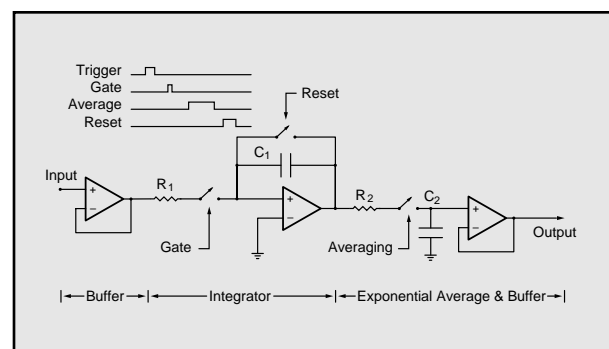 Trigger
Gate
Average
Reset
Reset
C1
Input
R1
+
−
Gate
+
−
R2
Averaging
C2
+
−
Output
Buffer
Integrator
Exponential Average & Buffer